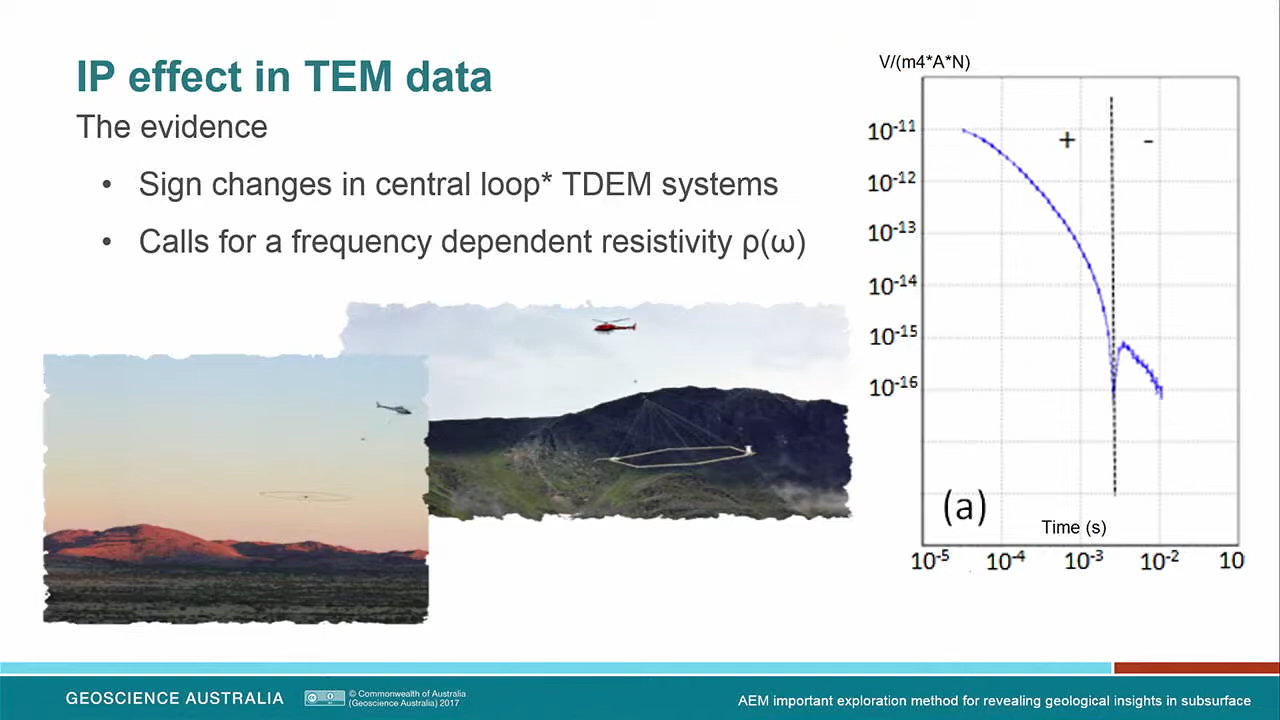 IP effect in TEM data
The evidence
• Sign changes in central loop* TDEM systems
• Calls for a frequency dependent resistivity ρ(ω)
V/(m4*A*N)
10-11
10-12
10-13
10-14
10-15
10-16
+ -
(a)
Time (s)
10-5 10-4 10-3 10-2 10
GEOSCIENCE AUSTRALIA
© Commonwealth of Australia
(Geoscience Australia) 2017
AEM important exploration method for revealing geological insights in subsurface